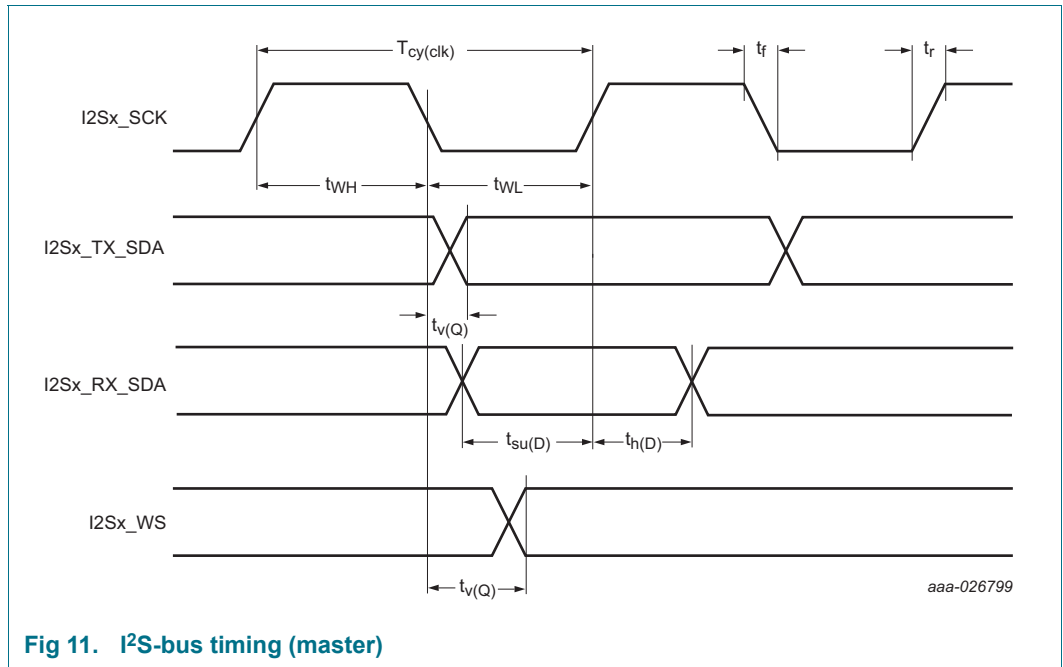 Tcy(clk)
tf
tr
I2Sx_SCK
tWH
tWL
I2Sx_TX_SDA
tv(Q)
I2Sx_RX_SDA
tsu(D)
th(D)
I2Sx_WS
tv(Q)
aaa-026799
Fig 11. I²S-bus timing (master)